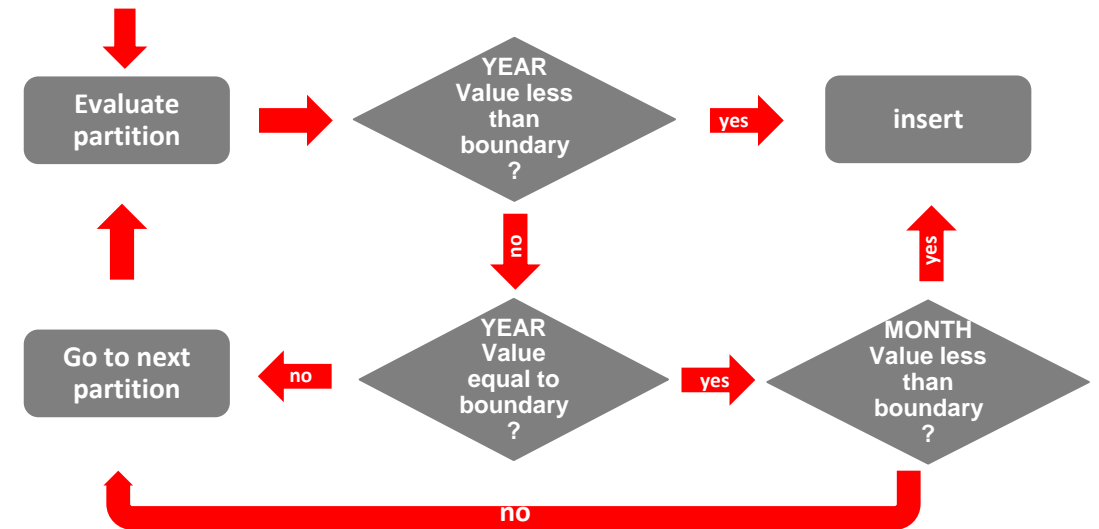 Evaluate
partition
YEAR
Value less
than
boundary
?
yes
insert
no
yes
Go to next
partition
no
YEAR
Value
equal to
boundary
?
yes
MONTH
Value less
than
boundary
?
no